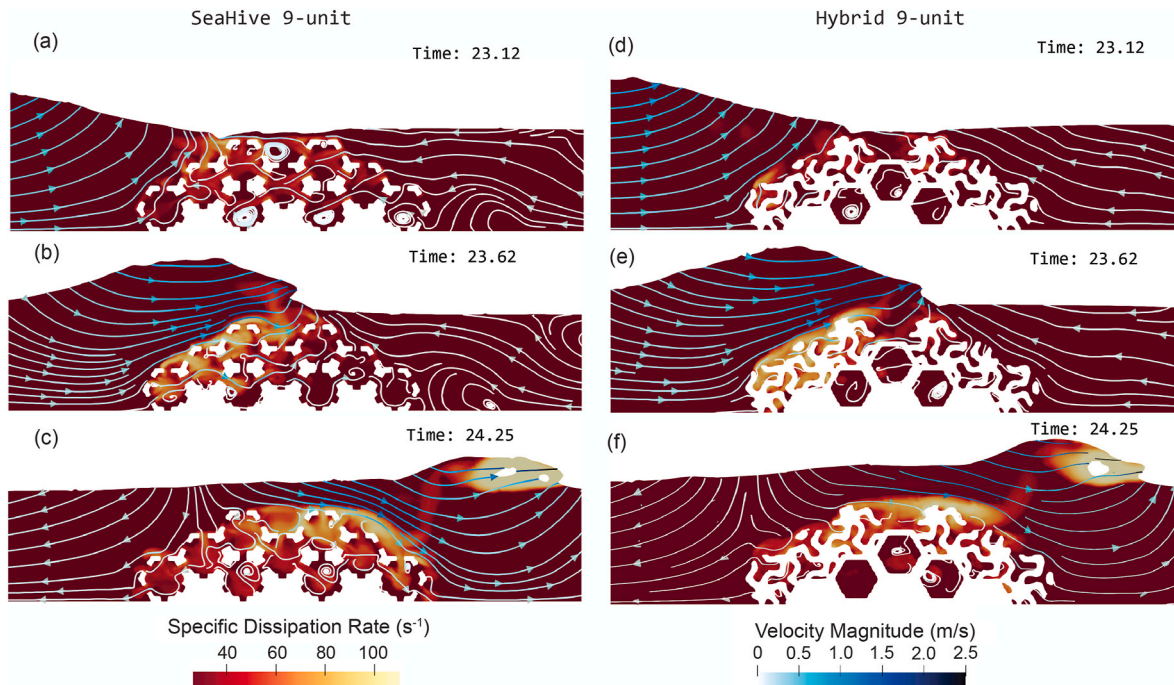 SeaHive 9-unit
Hybrid 9-unit
(a)
Time: 23.12
(d)
Time: 23.12
(b)
Time: 23.62
(e)
Time: 23.62
(c)
Time: 24.25
(f)
Time: 24.25
Specific Dissipation Rate (s⁻¹)
40 60 80 100
Velocity Magnitude (m/s)
0 0.5 1.0 1.5 2.0 2.5